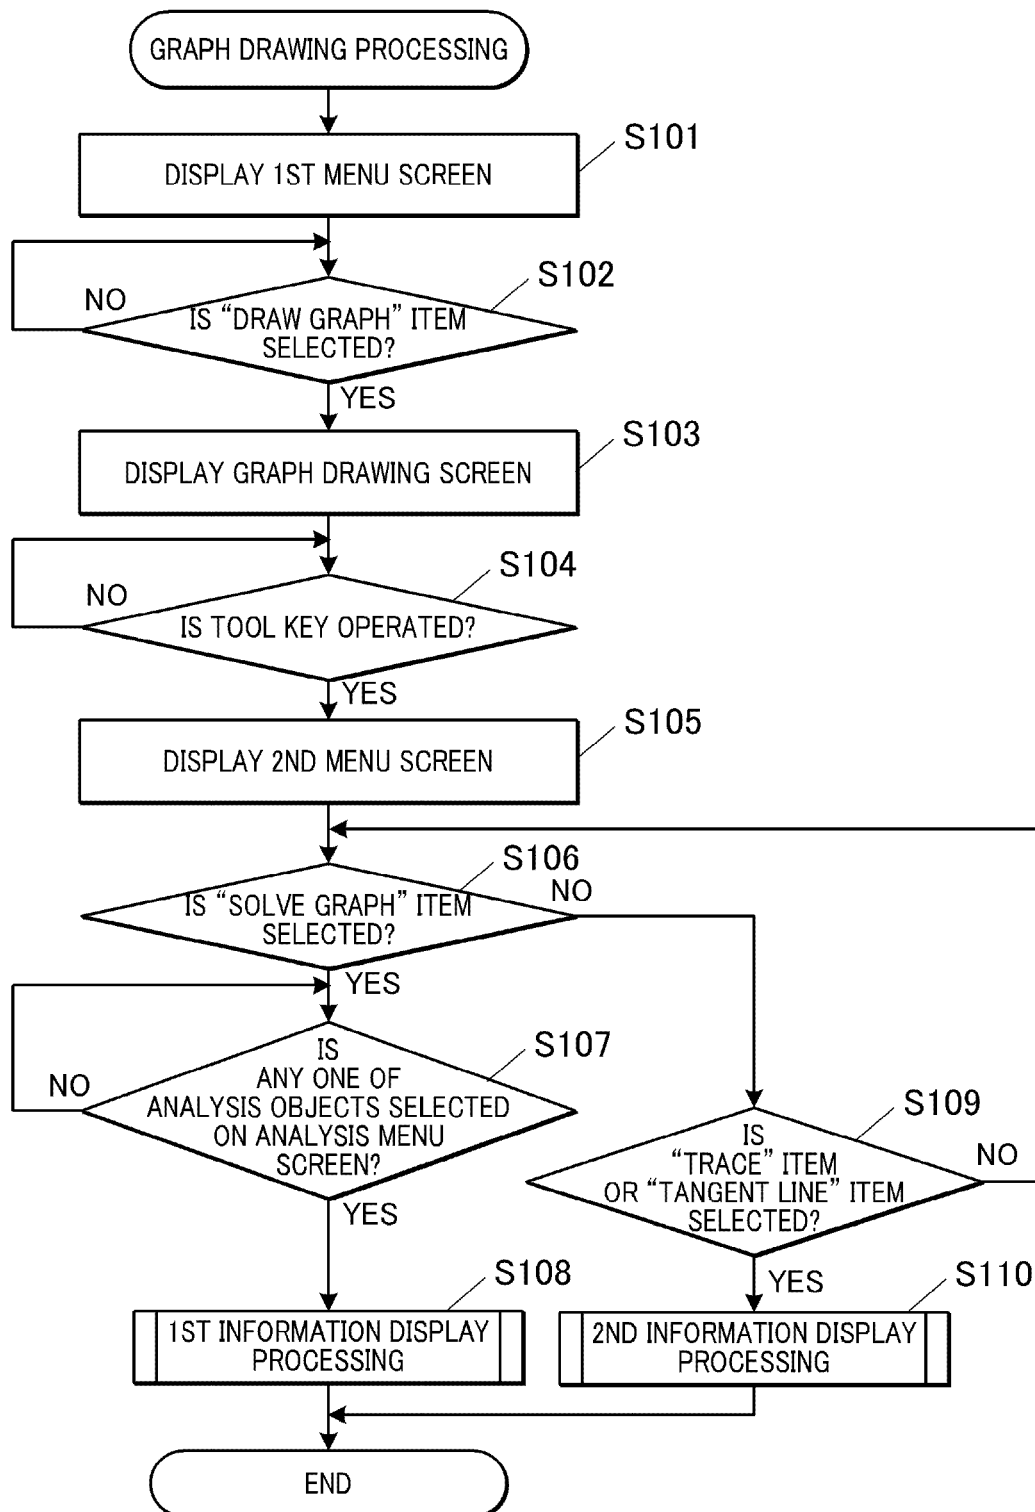 GRAPH DRAWING PROCESSING
S101
DISPLAY 1ST MENU SCREEN
S102
NO
IS “DRAW GRAPH” ITEM
SELECTED?
YES
S103
DISPLAY GRAPH DRAWING SCREEN
S104
NO
IS TOOL KEY OPERATED?
YES
S105
DISPLAY 2ND MENU SCREEN
S106
NO
IS “SOLVE GRAPH” ITEM
SELECTED?
YES
S107
NO
IS
ANY ONE OF
ANALYSIS OBJECTS SELECTED
ON ANALYSIS MENU
SCREEN?
YES
S109
NO
IS
“TRACE” ITEM
OR “TANGENT LINE” ITEM
SELECTED?
YES
S108
1ST INFORMATION DISPLAY
PROCESSING
S110
2ND INFORMATION DISPLAY
PROCESSING
END